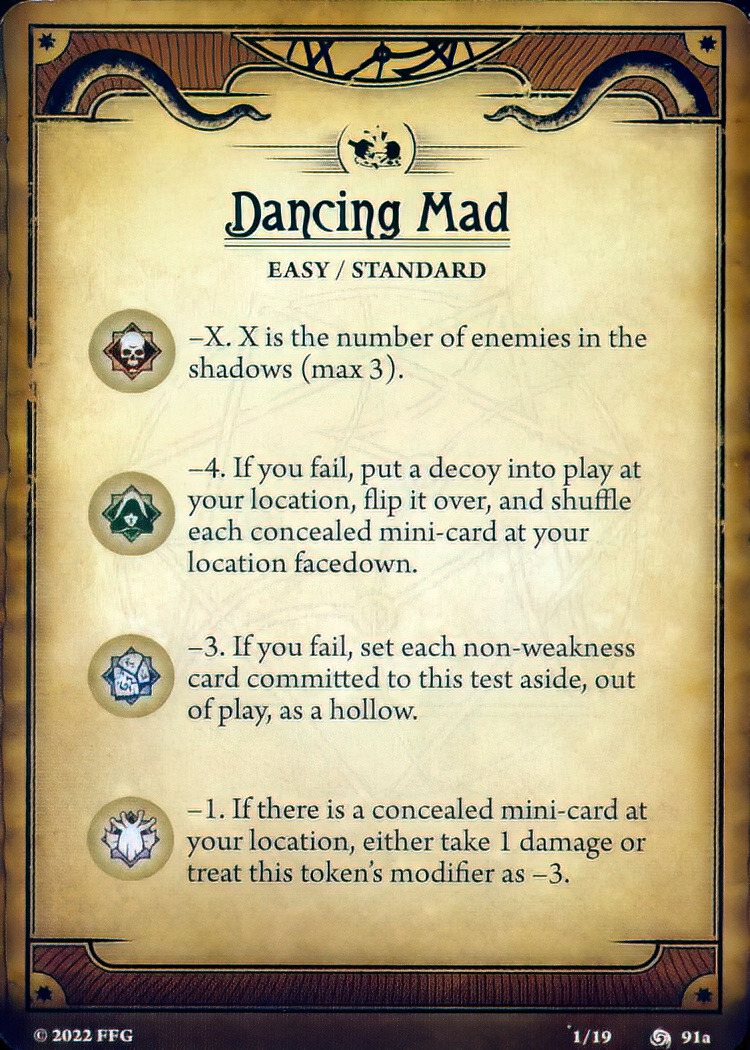 Dancing Mad
EASY / STANDARD
–X. X is the number of enemies in the
shadows (max 3).
–4. If you fail, put a decoy into play at
your location, flip it over, and shuffle
each concealed mini-card at your
location facedown.
–3. If you fail, set each non-weakness
card committed to this test aside, out
of play, as a hollow.
–1. If there is a concealed mini-card at
your location, either take 1 damage or
treat this token's modifier as –3.
© 2022 FFG
1/19
91a